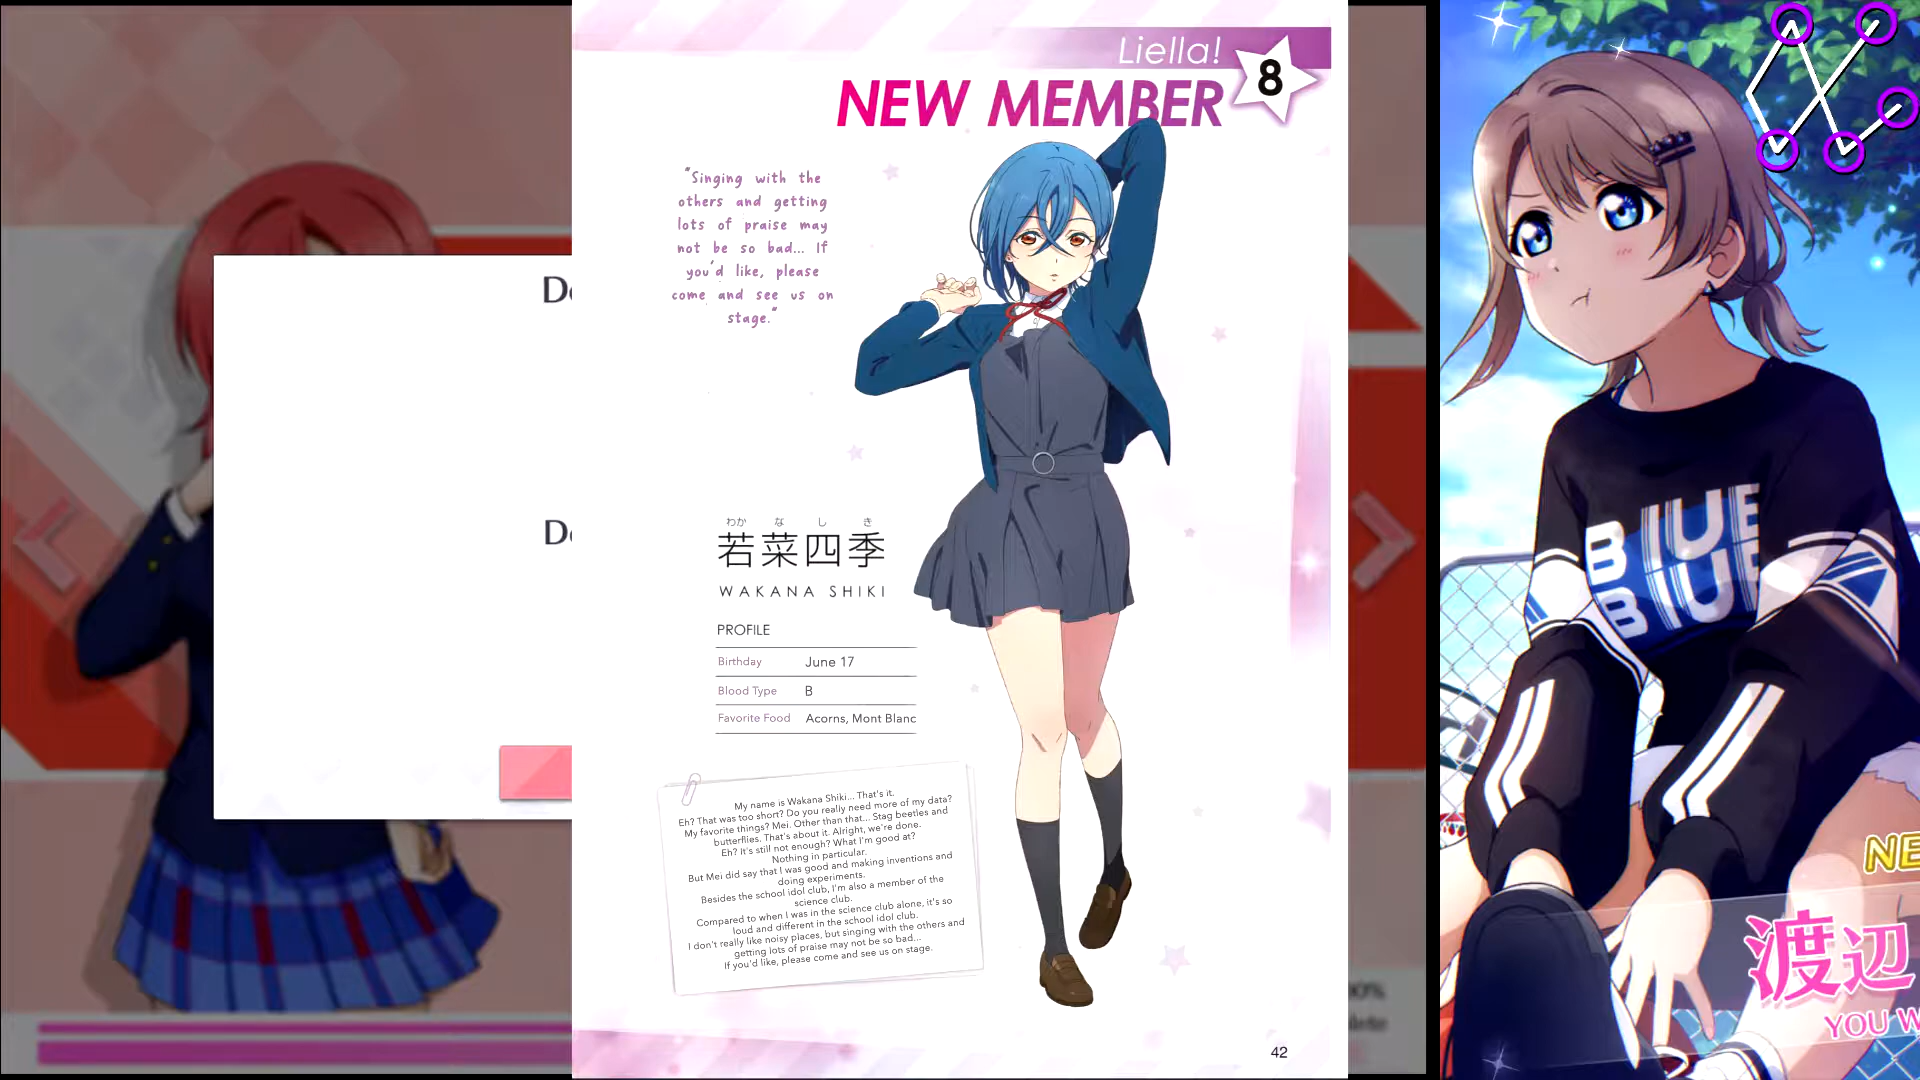 Liella!
8
NEW MEMBER
"Singing with the
others and getting
lots of praise may
not be so bad... If
you'd like, please
come and see us on
stage."
わか な し き
若菜四季
WAKANA SHIKI
PROFILE
Birthday June 17
Blood Type B
Favorite Food Acorns, Mont Blanc
My name is Wakana Shiki... That's it.
Eh? That was too short? Do you really need more of my data?
My favorite things? Mei. Other than that... Stag beetles and
butterflies. That's about it. Alright, we're done.
Eh? It's still not enough? What I'm good at?
Nothing in particular.
But Mei did say that I was good and making inventions and
doing experiments.
Besides the school idol club, I'm also a member of the
science club.
Compared to when I was in the science club alone, it's so
loud and different in the school idol club.
I don't really like noisy places, but singing with the others and
getting lots of praise may not be so bad...
If you'd like, please come and see us on stage.
42
BlUE
BlUE
NE
渡辺
YOU W